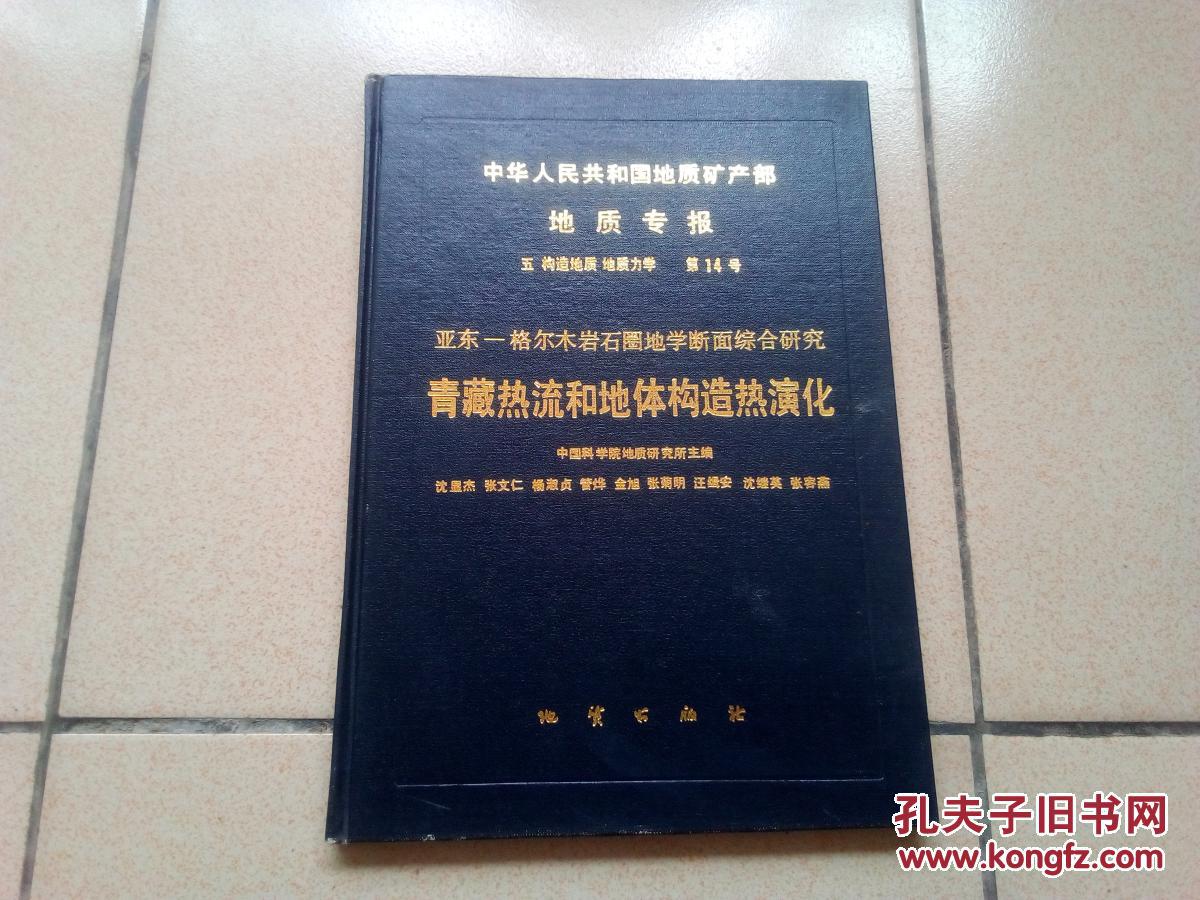 中华人民共和国地质矿产部
地质专报
五 构造地质 地质力学 第14号
亚东—格尔木岩石圈地学断面综合研究
青藏热流和地体构造热演化
中国科学院地质研究所主编
沈显杰 张文仁 杨淑贞 管烨 金旭 张菊明 汪缉安 沈继英 张容燕
地质出版社
孔夫子旧书网
www.kongfz.com